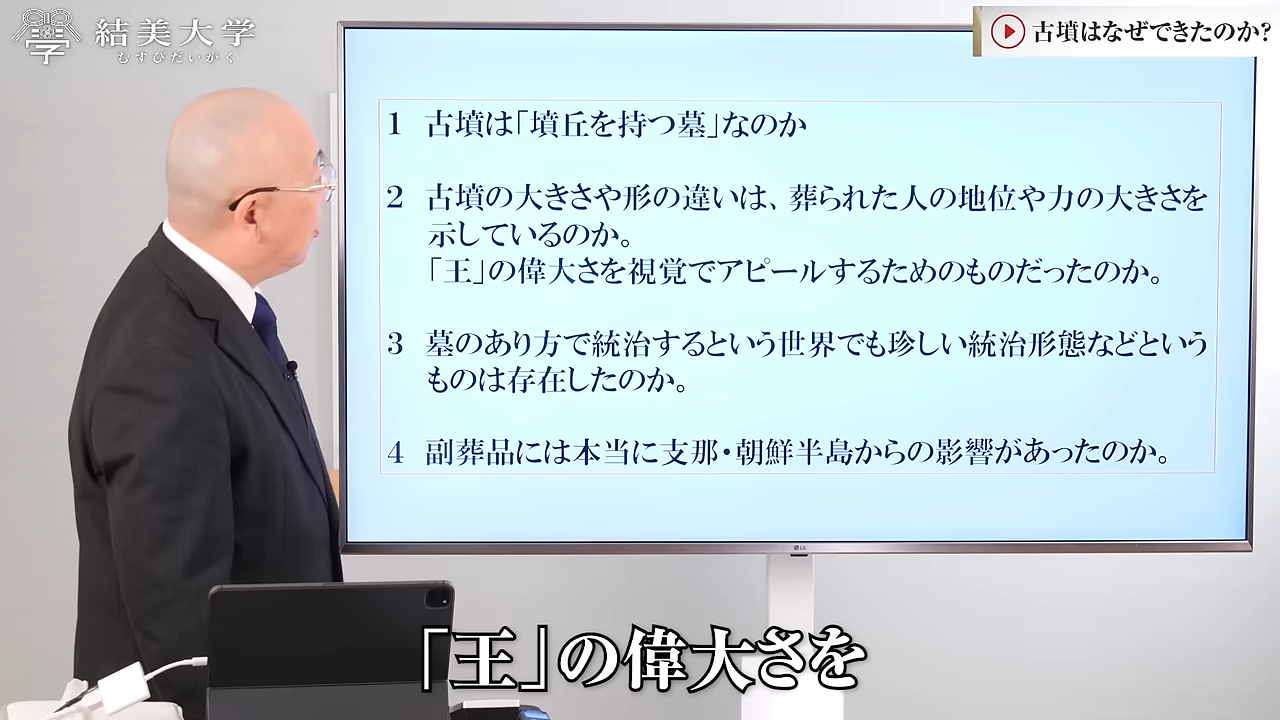 結美大学
むすひだいがく
古墳はなぜできたのか?
1 古墳は「墳丘を持つ墓」なのか
2 古墳の大きさや形の違いは、葬られた人の地位や力の大きさを
示しているのか。
「王」の偉大さを視覚でアピールするためのものだったのか。
3 墓のあり方で統治するという世界でも珍しい統治形態などという
ものは存在したのか。
4 副葬品には本当に支那・朝鮮半島からの影響があったのか。
LG
「王」の偉大さを